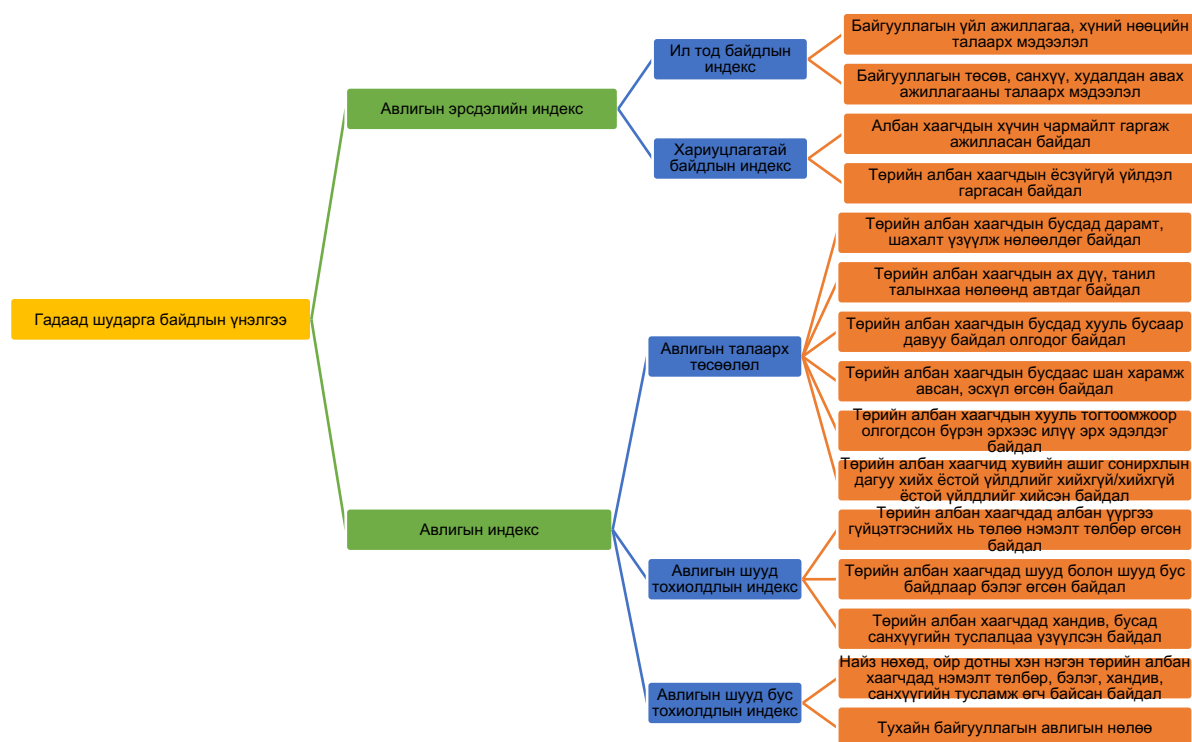 Гадаад шударга байдлын үнэлгээ
Авлигын эрсдэлийн индекс
Ил тод байдлын
индекс
Байгууллагын үйл ажиллагаа, хүний нөөцийн
талаарх мэдээлэл
Байгууллагын төсөв, санхүү, худалдан авах
ажиллагааны талаарх мэдээлэл
Хариуцлагатай
байдлын индекс
Албан хаагчдын хүчин чармайлт гаргаж
ажилласан байдал
Төрийн албан хаагчдын ёсзүйгүй үйлдэл
гаргасан байдал
Авлигын индекс
Авлигын талаарх
төсөөлөл
Төрийн албан хаагчдын бусдад дарамт,
шахалт үзүүлж нөлөөлдөг байдал
Төрийн албан хаагчдын ах дүү, танил
талынхаа нөлөөнд автдаг байдал
Төрийн албан хаагчдын бусдад хууль бусаар
давуу байдал олгодог байдал
Төрийн албан хаагчдын бусдаас шан харамж
авсан, эсхүл өгсөн байдал
Төрийн албан хаагчдын хууль тогтоомжоор
олгогдсон бүрэн эрхээс илүү эрх эдэлдэг
байдал
Төрийн албан хаагчид хувийн ашиг сонирхлын
дагуу хийх ёстой үйлдлийг хийхгүй/хийхгүй
ёстой үйлдлийг хийсэн байдал
Авлигын шууд
тохиолдлын индекс
Төрийн албан хаагчдад албан үүргээ
гүйцэтгэснийх нь төлөө нэмэлт төлбөр өгсөн
байдал
Төрийн албан хаагчдад шууд болон шууд бус
байдлаар бэлэг өгсөн байдал
Төрийн албан хаагчдад хандив, бусад
санхүүгийн туслалцаа үзүүлсэн байдал
Авлигын шууд бус
тохиолдлын индекс
Найз нөхөд, ойр дотны хэн нэгэн төрийн албан
хаагчдад нэмэлт төлбөр, бэлэг, хандив,
санхүүгийн тусламж өгч байсан байдал
Тухайн байгууллагын авлигын нөлөө